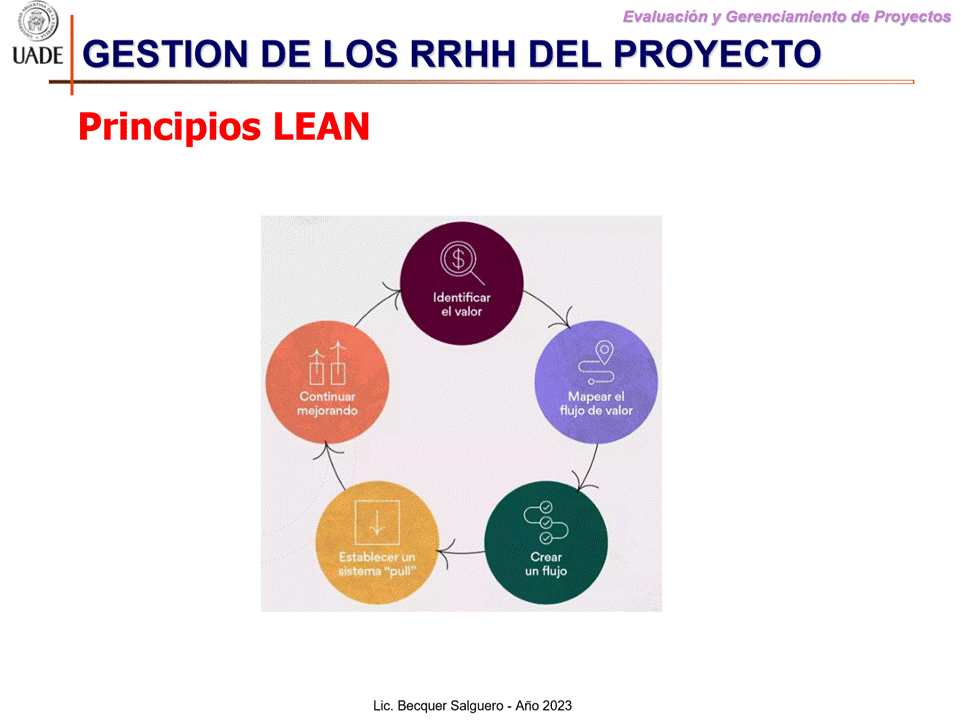 Evaluación y Gerenciamiento de Proyectos
UADE
GESTION DE LOS RRHH DEL PROYECTO
Principios LEAN
Identificar
el valor
Mapear el
flujo de valor
Crear
un flujo
Establecer un
sistema “pull”
Continuar
mejorando
Lic. Becquer Salguero - Año 2023